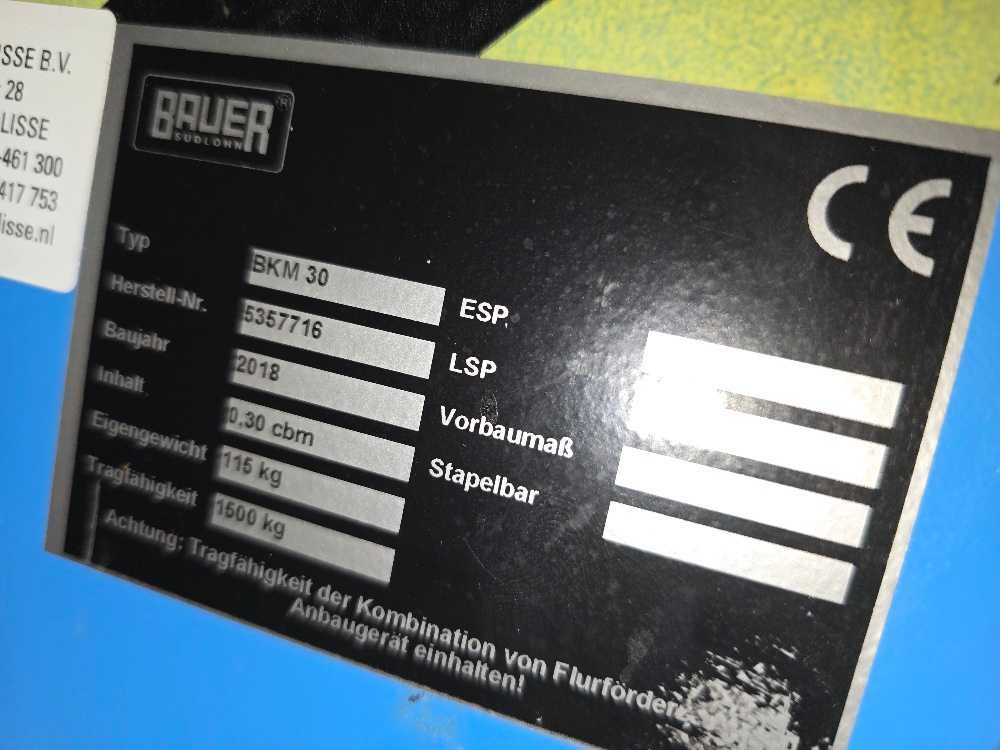 SSE B.V.
28
LISSE
-461 300
417 753
lisse.nl
BAUER®
SÜDLOHN
CE
Typ BKM 30 ESP
Herstell-Nr. 5357716 LSP
Baujahr 2018 Vorbaumaß
Inhalt 0,30 cbm Stapelbar
Eigengewicht 115 kg
Tragfähigkeit 1500 kg
Achtung: Tragfähigkeit der Kombination von Flurförder
Anbaugerät einhalten!